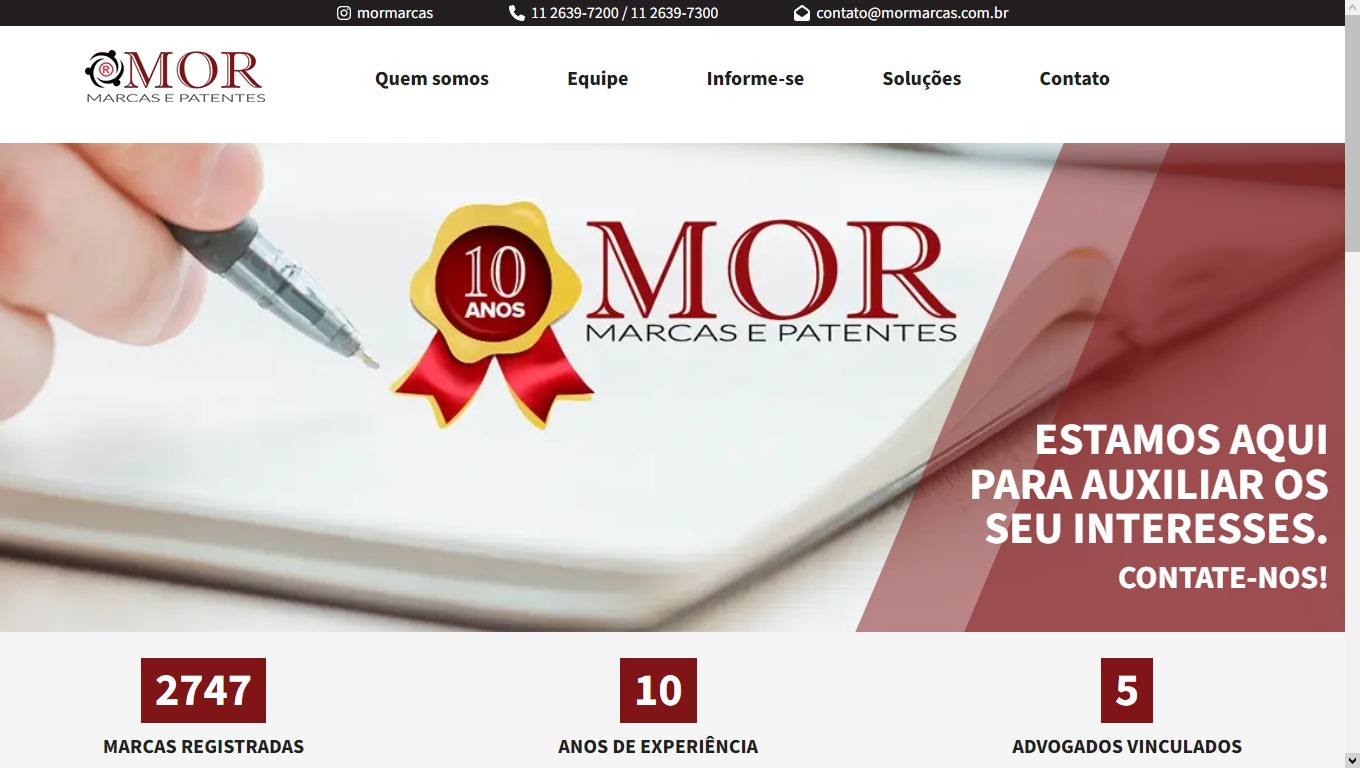 mormarcas
11 2639-7200 / 11 2639-7300
contato@mormarcas.com.br
® MOR
MARCAS E PATENTES
Quem somos
Equipe
Informe-se
Soluções
Contato
10
ANOS
MOR
MARCAS E PATENTES
ESTAMOS AQUI
PARA AUXILIAR OS
SEU INTERESSES.
CONTATE-NOS!
2747
MARCAS REGISTRADAS
10
ANOS DE EXPERIÊNCIA
5
ADVOGADOS VINCULADOS